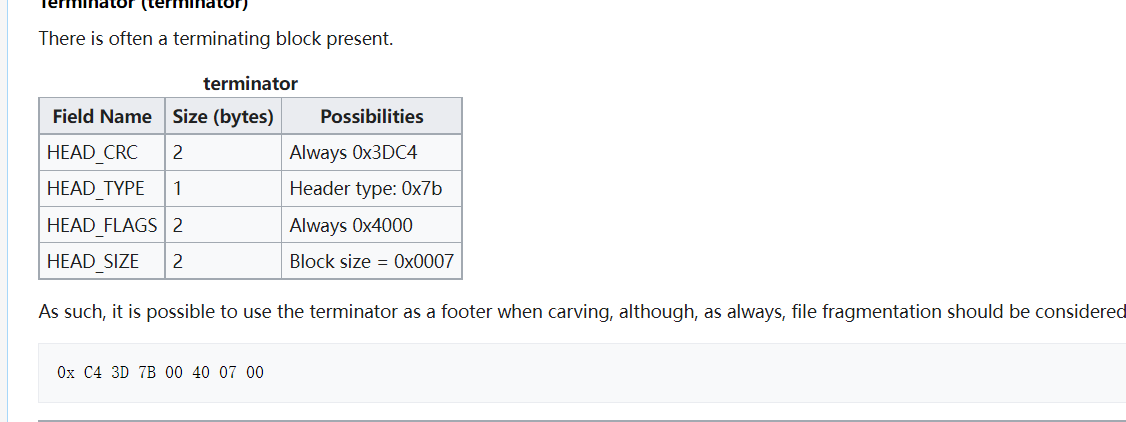 Terminator (terminator)
There is often a terminating block present.
terminator
Field Name Size (bytes) Possibilities
HEAD_CRC 2 Always 0x3DC4
HEAD_TYPE 1 Header type: 0x7b
HEAD_FLAGS 2 Always 0x4000
HEAD_SIZE 2 Block size = 0x0007
As such, it is possible to use the terminator as a footer when carving, although, as always, file fragmentation should be considered
0x C4 3D 7B 00 40 07 00